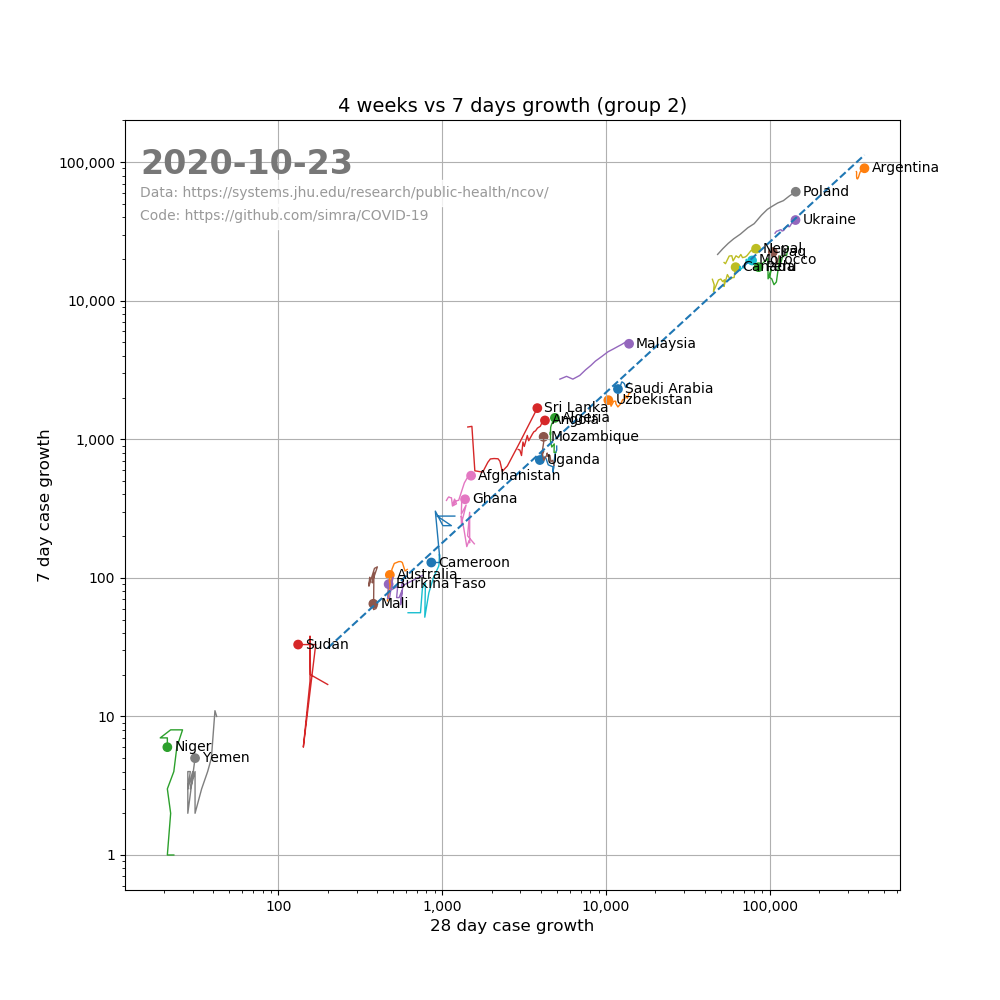 4 weeks vs 7 days growth (group 2)
2020-10-23
Data: https://systems.jhu.edu/research/public-health/ncov/
Code: https://github.com/simra/COVID-19
100,000
10,000
1,000
100
10
1
7 day case growth
Argentina
Poland
Ukraine
Nepal
Iraq
Morocco
Canada
Peru
Malaysia
Saudi Arabia
Uzbekistan
Sri Lanka
Algeria
Angola
Mozambique
Uganda
Afghanistan
Ghana
Cameroon
Australia
Burkina Faso
Mali
Sudan
Niger
Yemen
100
1,000
10,000
100,000
28 day case growth